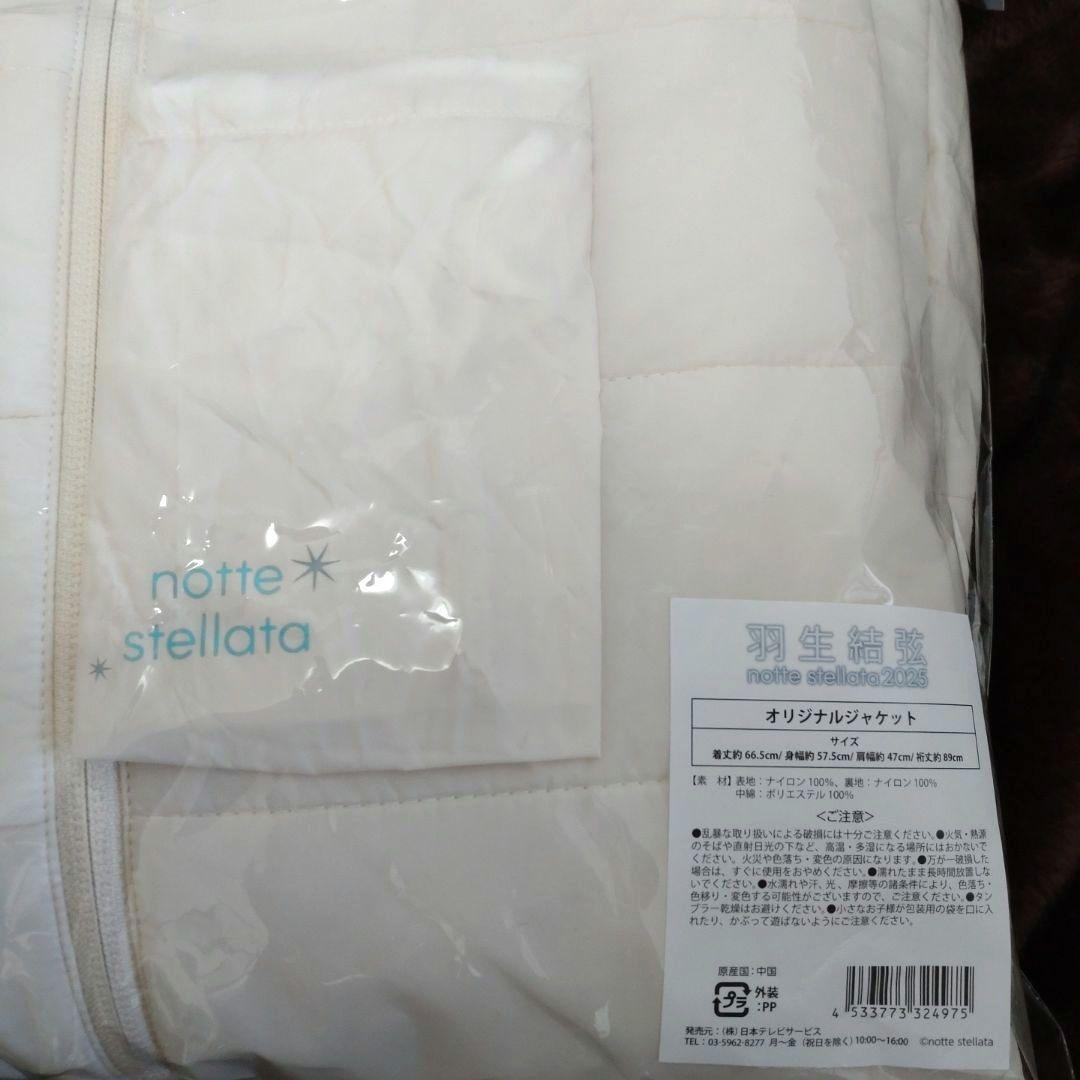 notte
stellata
羽生結弦
notte stellata2025
オリジナルジャケット
サイズ
着丈約 66.5cm/ 身幅約 57.5cm/ 肩幅約 47cm/ 裄丈約 89cm
【素　材】表地：ナイロン 100%、裏地：ナイロン 100%
中綿：ポリエステル 100%
＜ご注意＞
●乱暴な取り扱いによる破損には十分ご注意ください。●火気・熱源
のそばや直射日光の下など、高温・多湿になる場所にはおかないで
ください。火災や色落ち・変色の原因になります。●万が一破損した
場合は、すぐに使用をおやめください。●濡れたまま長時間放置しな
いでください。●水濡れや汗、光、摩擦等の諸条件により、色落ち・
色移り・変色する可能性がございますので、ご注意ください。●タン
ブラー乾燥はお避けください。●小さなお子様が包装用の袋を口に入
れたり、かぶって遊ばないようにご注意ください。
原産国：中国
プラ 外装
：PP
4 533773 324975
発売元：（株）日本テレビサービス
TEL：03-5962-8277 月～金（祝日を除く）10:00～16:00 ©notte stellata